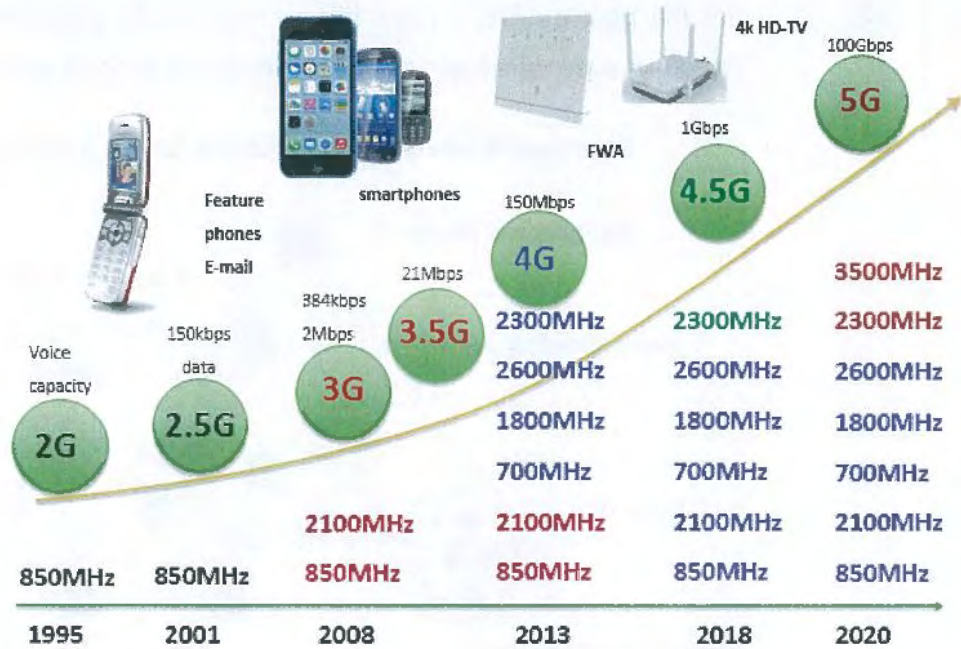 4k HD-TV
100Gbps
5G
1Gbps
FWA
4.5G
smartphones
Feature
phones
E-mail
150Mbps
4G
21Mbps
3.5G
384kbps
2Mbps
3G
150kbps
data
2.5G
Voice
capacity
2G
3500MHz
2300MHz 2300MHz 2300MHz
2600MHz 2600MHz 2600MHz
1800MHz 1800MHz 1800MHz
700MHz 700MHz 700MHz
2100MHz 2100MHz 2100MHz 2100MHz
850MHz 850MHz 850MHz 850MHz 850MHz 850MHz
1995 2001 2008 2013 2018 2020